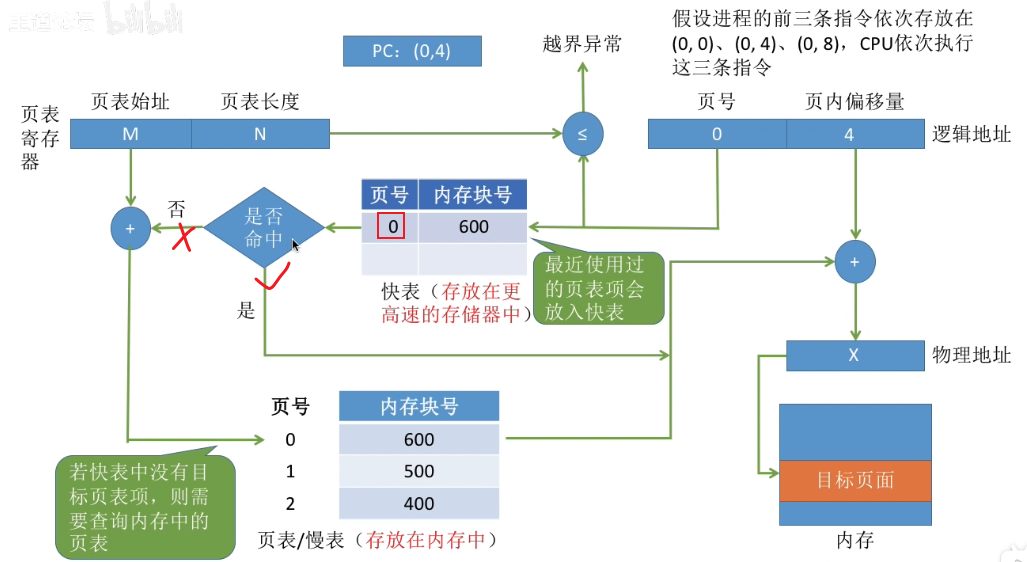 王道论坛 bilibili
PC：(0,4)
越界异常
假设进程的前三条指令依次存放在
(0, 0)、(0, 4)、(0, 8)，CPU依次执行
这三条指令
页表
寄存
器
页表始址
页表长度
M
N
≤
页号
页内偏移量
0
4
逻辑地址
+
否
是否
命中
是
页号
内存块号
0
600
快表（存放在更
高速的存储器中）
最近使用过
的页表项会
放入快表
+
X
物理地址
页号
内存块号
0
600
1
500
2
400
页表/慢表（存放在内存中）
若快表中没有目
标页表项，则需
要查询内存中的
页表
目标页面
内存